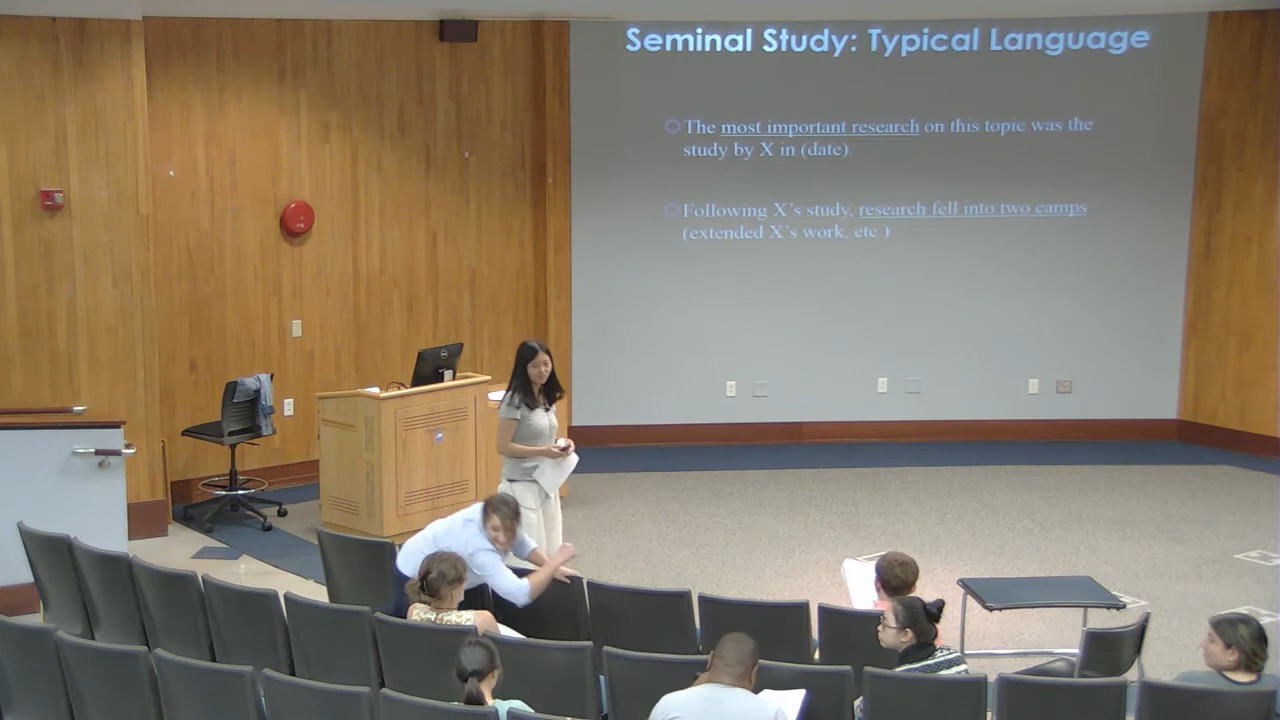 Seminal Study: Typical Language
The most important research on this topic was the
study by X in (date).
Following X's study, research fell into two camps
(extended X's work, etc.)